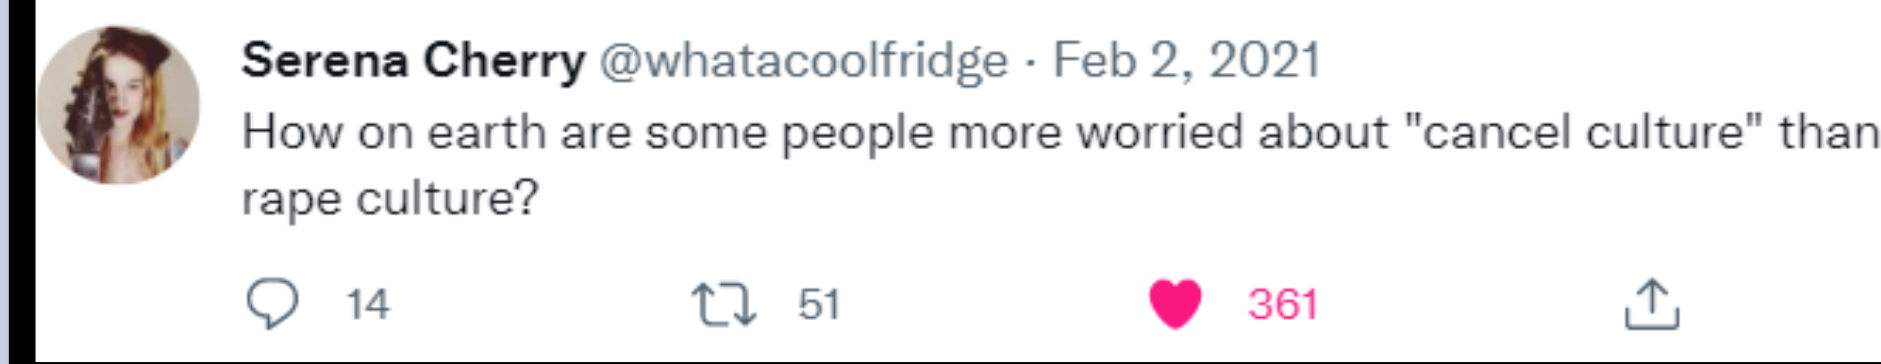 Serena Cherry @whatacoolfridge · Feb 2, 2021
How on earth are some people more worried about "cancel culture" than
rape culture?
14 51 361